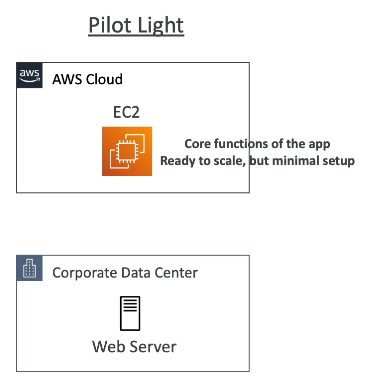 Pilot Light
aws
AWS Cloud
EC2
Core functions of the app
Ready to scale, but minimal setup
Corporate Data Center
Web Server